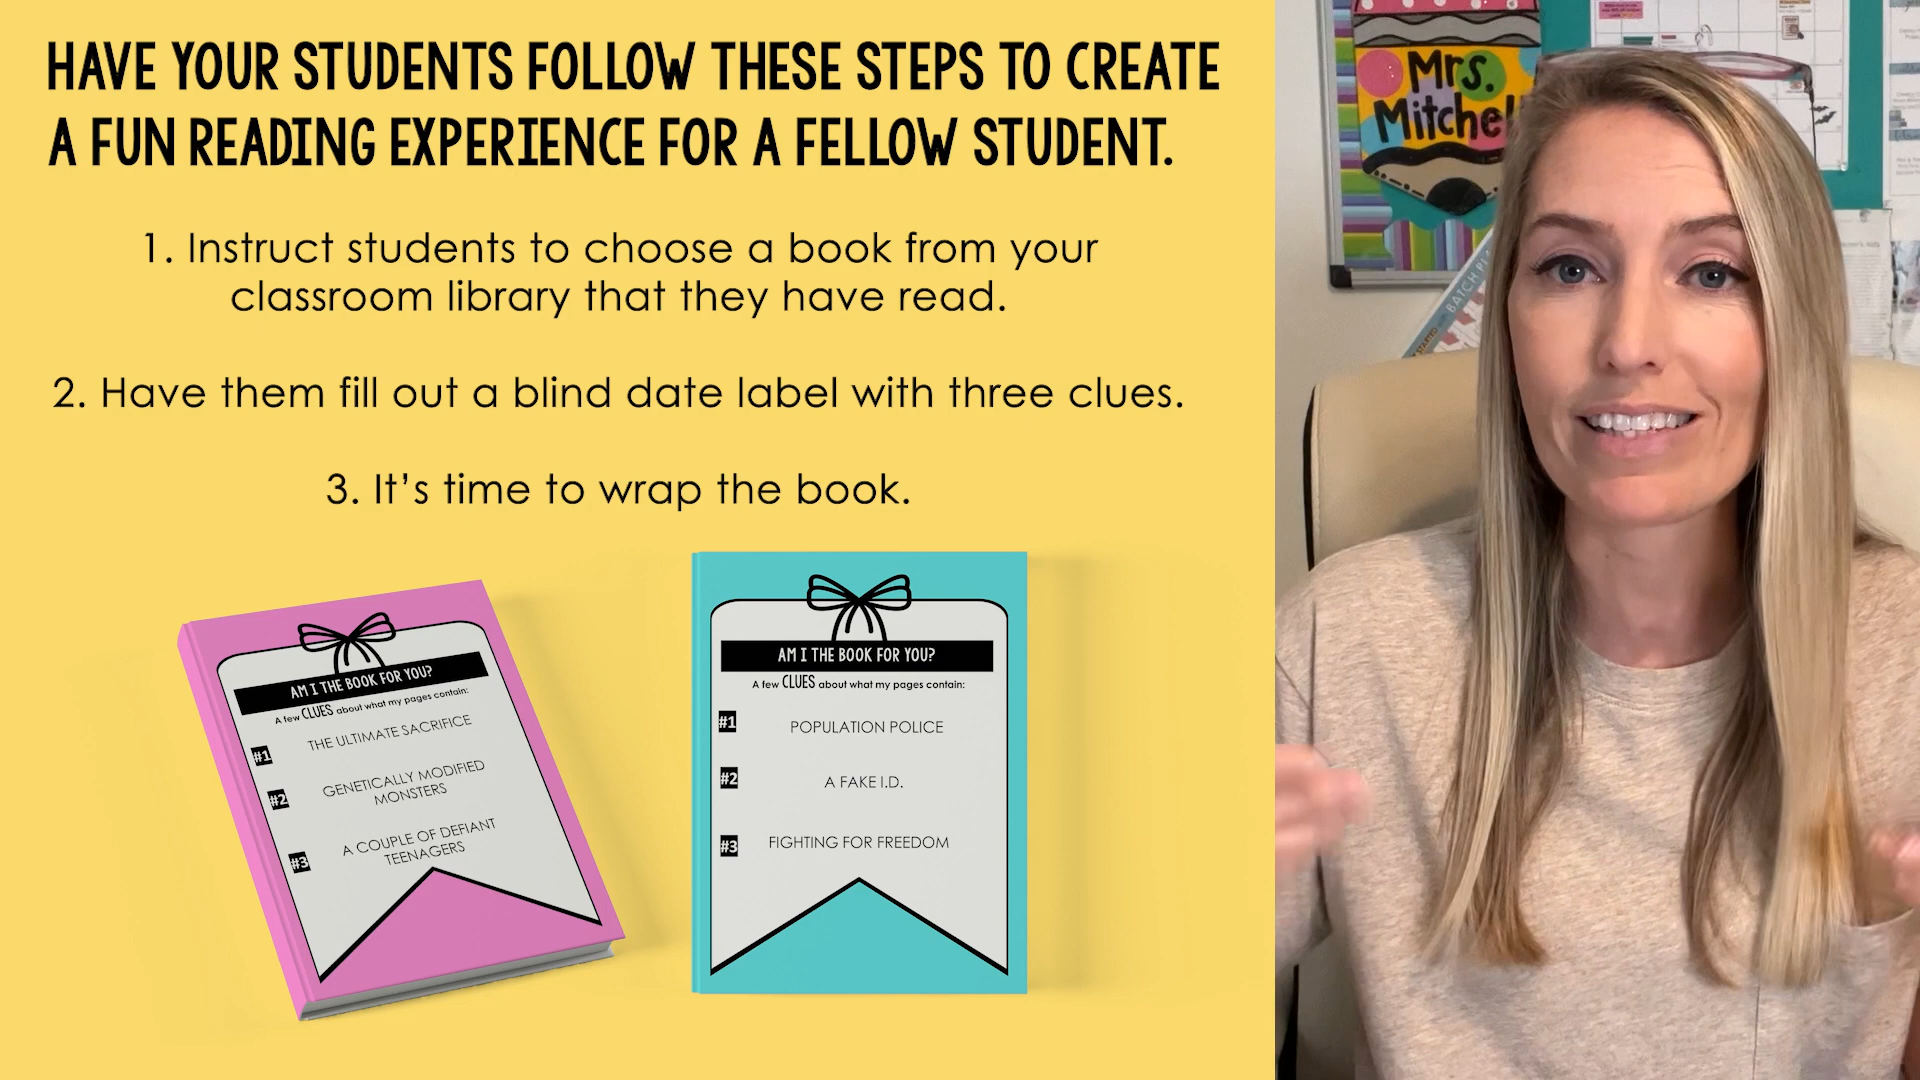 HAVE YOUR STUDENTS FOLLOW THESE STEPS TO CREATE
A FUN READING EXPERIENCE FOR A FELLOW STUDENT.
1. Instruct students to choose a book from your
classroom library that they have read.
2. Have them fill out a blind date label with three clues.
3. It's time to wrap the book.
AM I THE BOOK FOR YOU?
A few CLUES about what my pages contain:
#1 THE ULTIMATE SACRIFICE
#2 GENETICALLY MODIFIED
MONSTERS
#3 A COUPLE OF DEFIANT
TEENAGERS
AM I THE BOOK FOR YOU?
A few CLUES about what my pages contain:
#1 POPULATION POLICE
#2 A FAKE I.D.
#3 FIGHTING FOR FREEDOM
Mrs.
Mitchel
BATCH